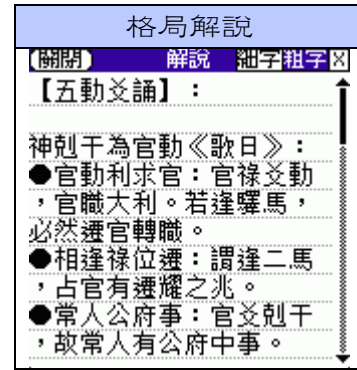 格局解說
關閉 解說 細字 粗字
【五動爻誦】:
神剋干為官動《歌曰》:
●官動利求官:官祿爻動
,官職大利。若逢驛馬,
必然遷官轉職。
●相逢祿位遷:謂逢二馬
,占官有遷耀之兆。
●常人公府事:官爻剋干
,故常人有公府中事。